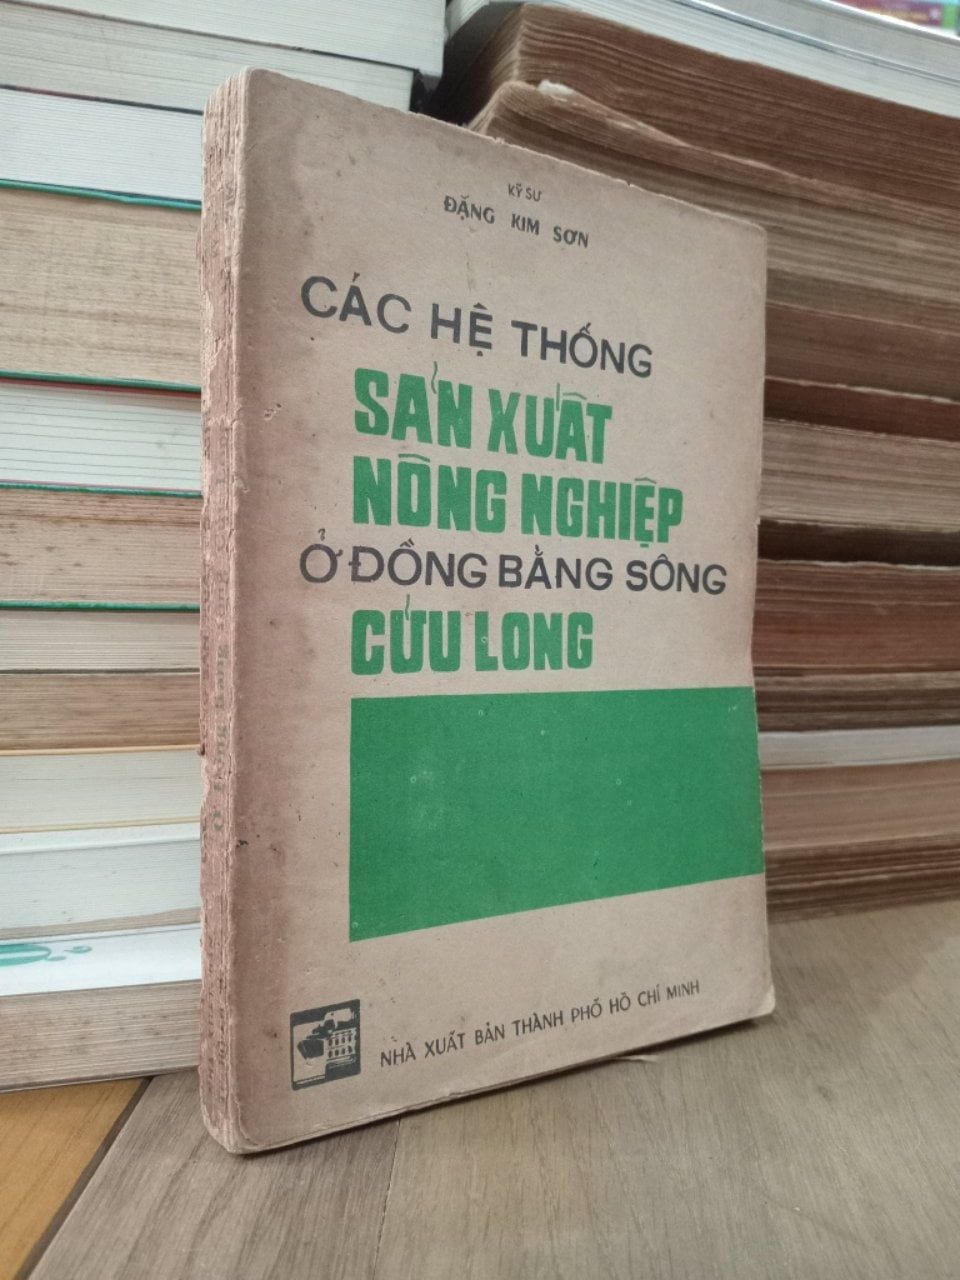 KỸ SƯ
ĐẶNG KIM SƠN
CÁC HỆ THỐNG
SẢN XUẤT
NÔNG NGHIỆP
Ở ĐỒNG BẰNG SÔNG
CỬU LONG
NHÀ XUẤT BẢN THÀNH PHỐ HỒ CHÍ MINH